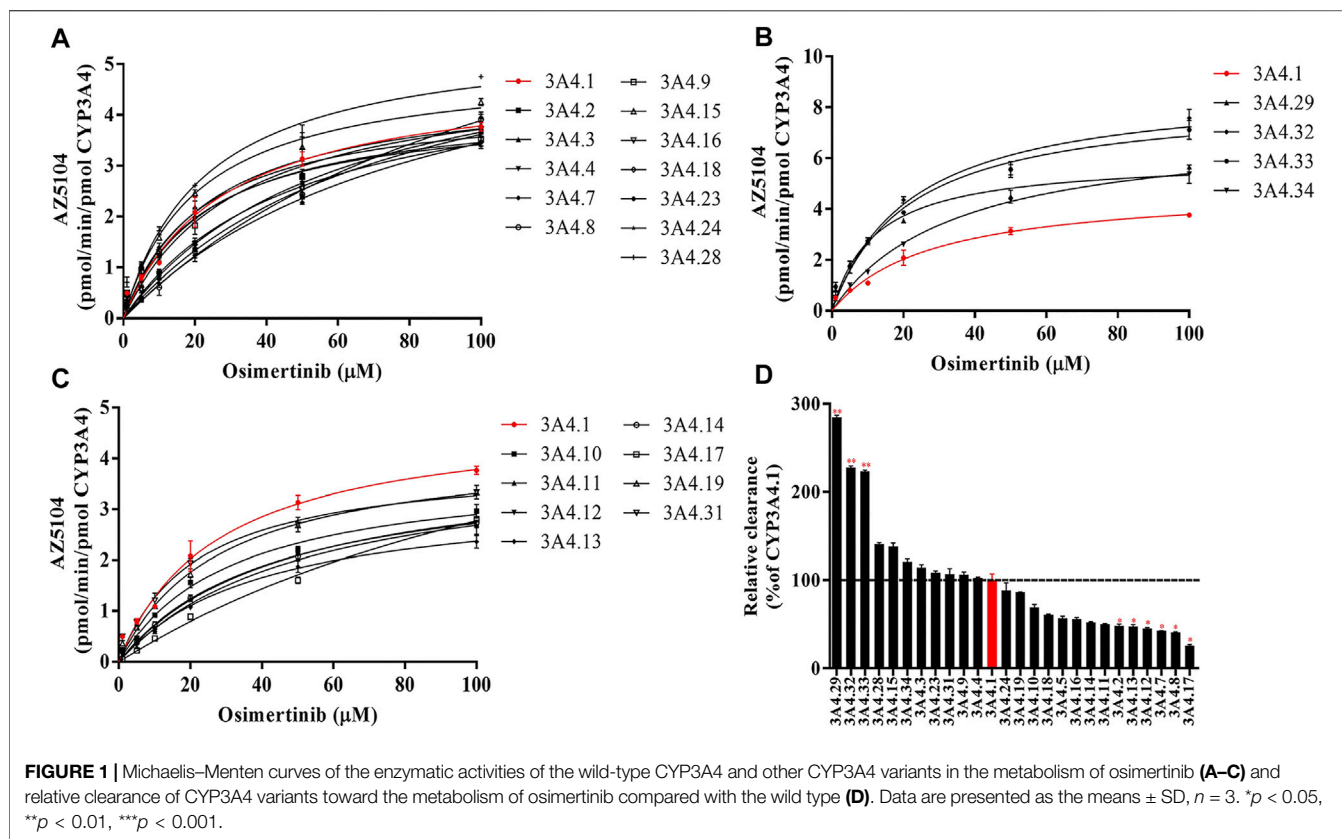 A
AZ5104
(pmol/min/pmol CYP3A4)
5
4
3
2
1
0
0 20 40 60 80 100
Osimertinib (μM)
3A4.1
3A4.2
3A4.3
3A4.4
3A4.7
3A4.8
3A4.9
3A4.15
3A4.16
3A4.18
3A4.23
3A4.24
3A4.28
B
AZ5104
(pmol/min/pmol CYP3A4)
10
8
6
4
2
0
0 20 40 60 80 100
Osimertinib (μM)
3A4.1
3A4.29
3A4.32
3A4.33
3A4.34
C
AZ5104
(pmol/min/pmol CYP3A4)
5
4
3
2
1
0
0 20 40 60 80 100
Osimertinib (μM)
3A4.1
3A4.10
3A4.11
3A4.12
3A4.13
3A4.14
3A4.17
3A4.19
3A4.31
D
Relative clearance
(%of CYP3A4.1)
300
200
100
0
** ** ** * * * * * *
3A4.29
3A4.32
3A4.33
3A4.28
3A4.15
3A4.34
3A4.3
3A4.23
3A4.31
3A4.9
3A4.4
3A4.1
3A4.24
3A4.19
3A4.10
3A4.18
3A4.5
3A4.16
3A4.14
3A4.11
3A4.2
3A4.13
3A4.12
3A4.7
3A4.8
3A4.17
FIGURE 1 | Michaelis–Menten curves of the enzymatic activities of the wild-type CYP3A4 and other CYP3A4 variants in the metabolism of osimertinib (A–C) and
relative clearance of CYP3A4 variants toward the metabolism of osimertinib compared with the wild type (D). Data are presented as the means ± SD, n = 3. *p < 0.05,
**p < 0.01, ***p < 0.001.